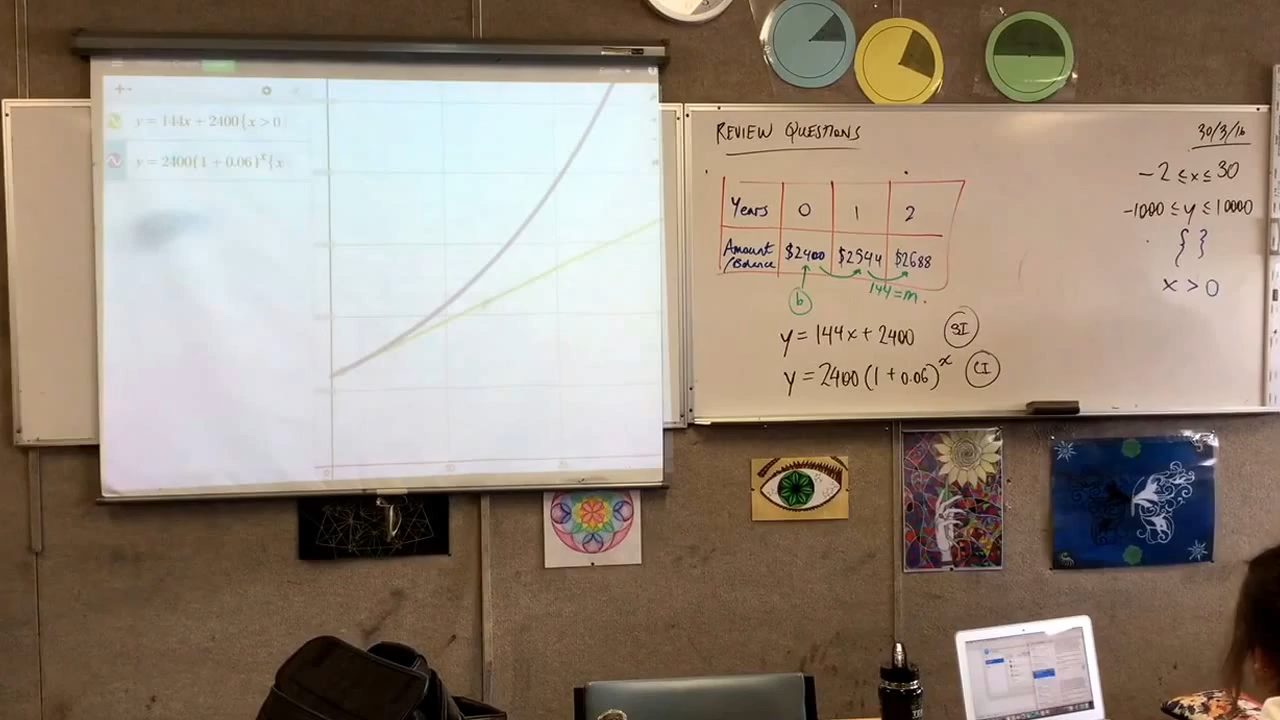 y = 144x + 2400{x > 0
y = 2400(1 + 0.06)^x{x
REVIEW QUESTIONS
30/3/16
Years 0 1 2
Amount /Balance $2400 $2544 $2688
b
144 = m
y = 144x + 2400 SI
y = 2400(1 + 0.06)^x CI
-2 ≤ x ≤ 30
-1000 ≤ y ≤ 10000
{ }
x > 0